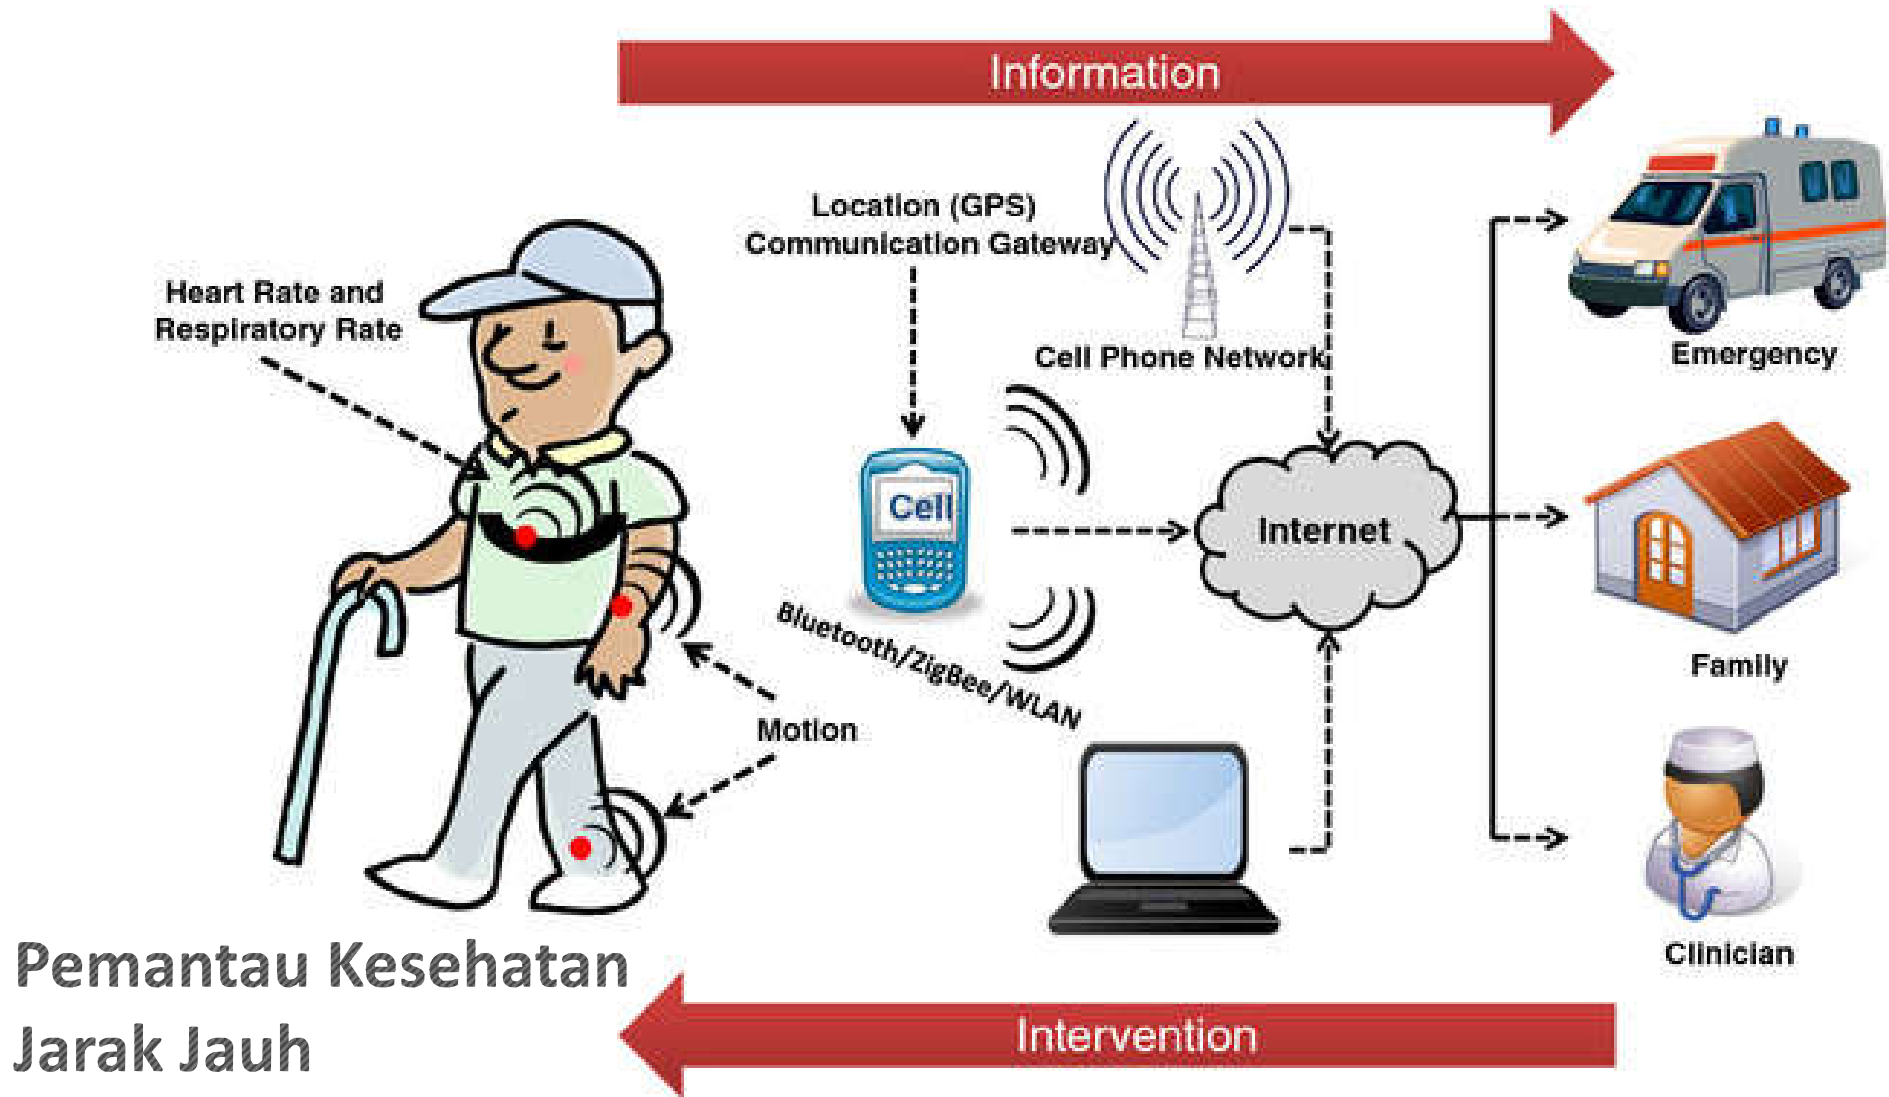 Information
Location (GPS)
Communication Gateway
Heart Rate and
Respiratory Rate
Cell Phone Network
Emergency
Cell
Internet
Bluetooth/ZigBee/WLAN
Family
Motion
Clinician
Pemantau Kesehatan
Jarak Jauh
Intervention